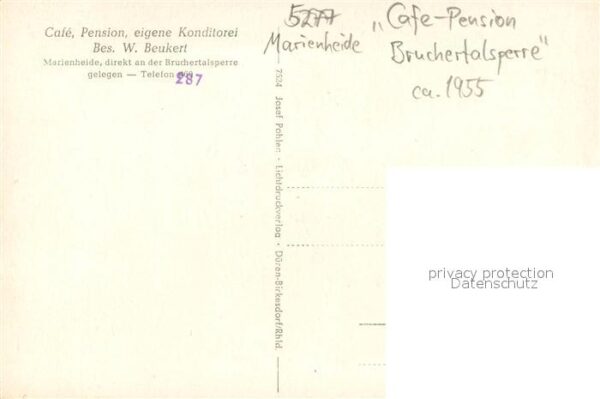 Café, Pension, eigene Konditorei
Bes. W. Beukert
Marienheide, direkt an der Bruchertalsperre
gelegen — Telefon
287
5277
Marienheide
„Cafe-Pension
Bruchertalsperre"
ca. 1955
7524 Josef Pohlen - Lichtdruckverlag - Düren-Birkesdorf/Rhld.
privacy protection
Datenschutz